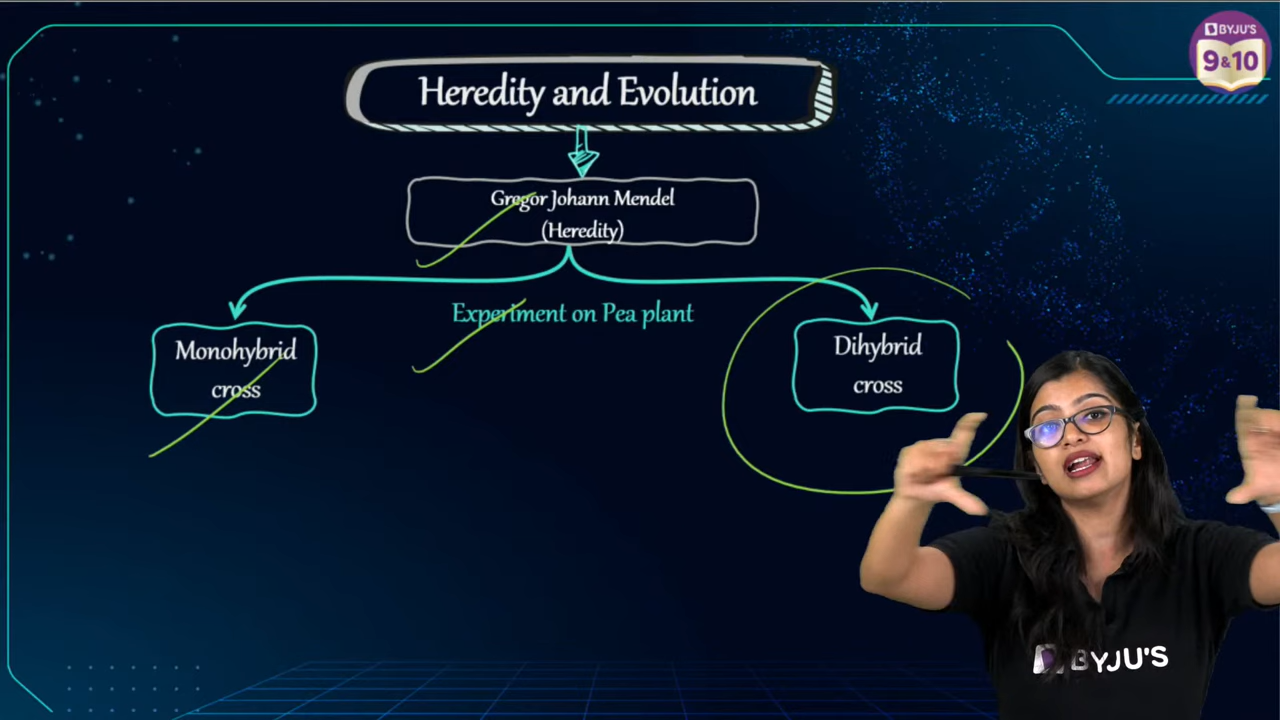 BYJU'S
9&10
Heredity and Evolution
Gregor Johann Mendel
(Heredity)
Experiment on Pea plant
Monohybrid
cross
Dihybrid
cross
BYJU'S